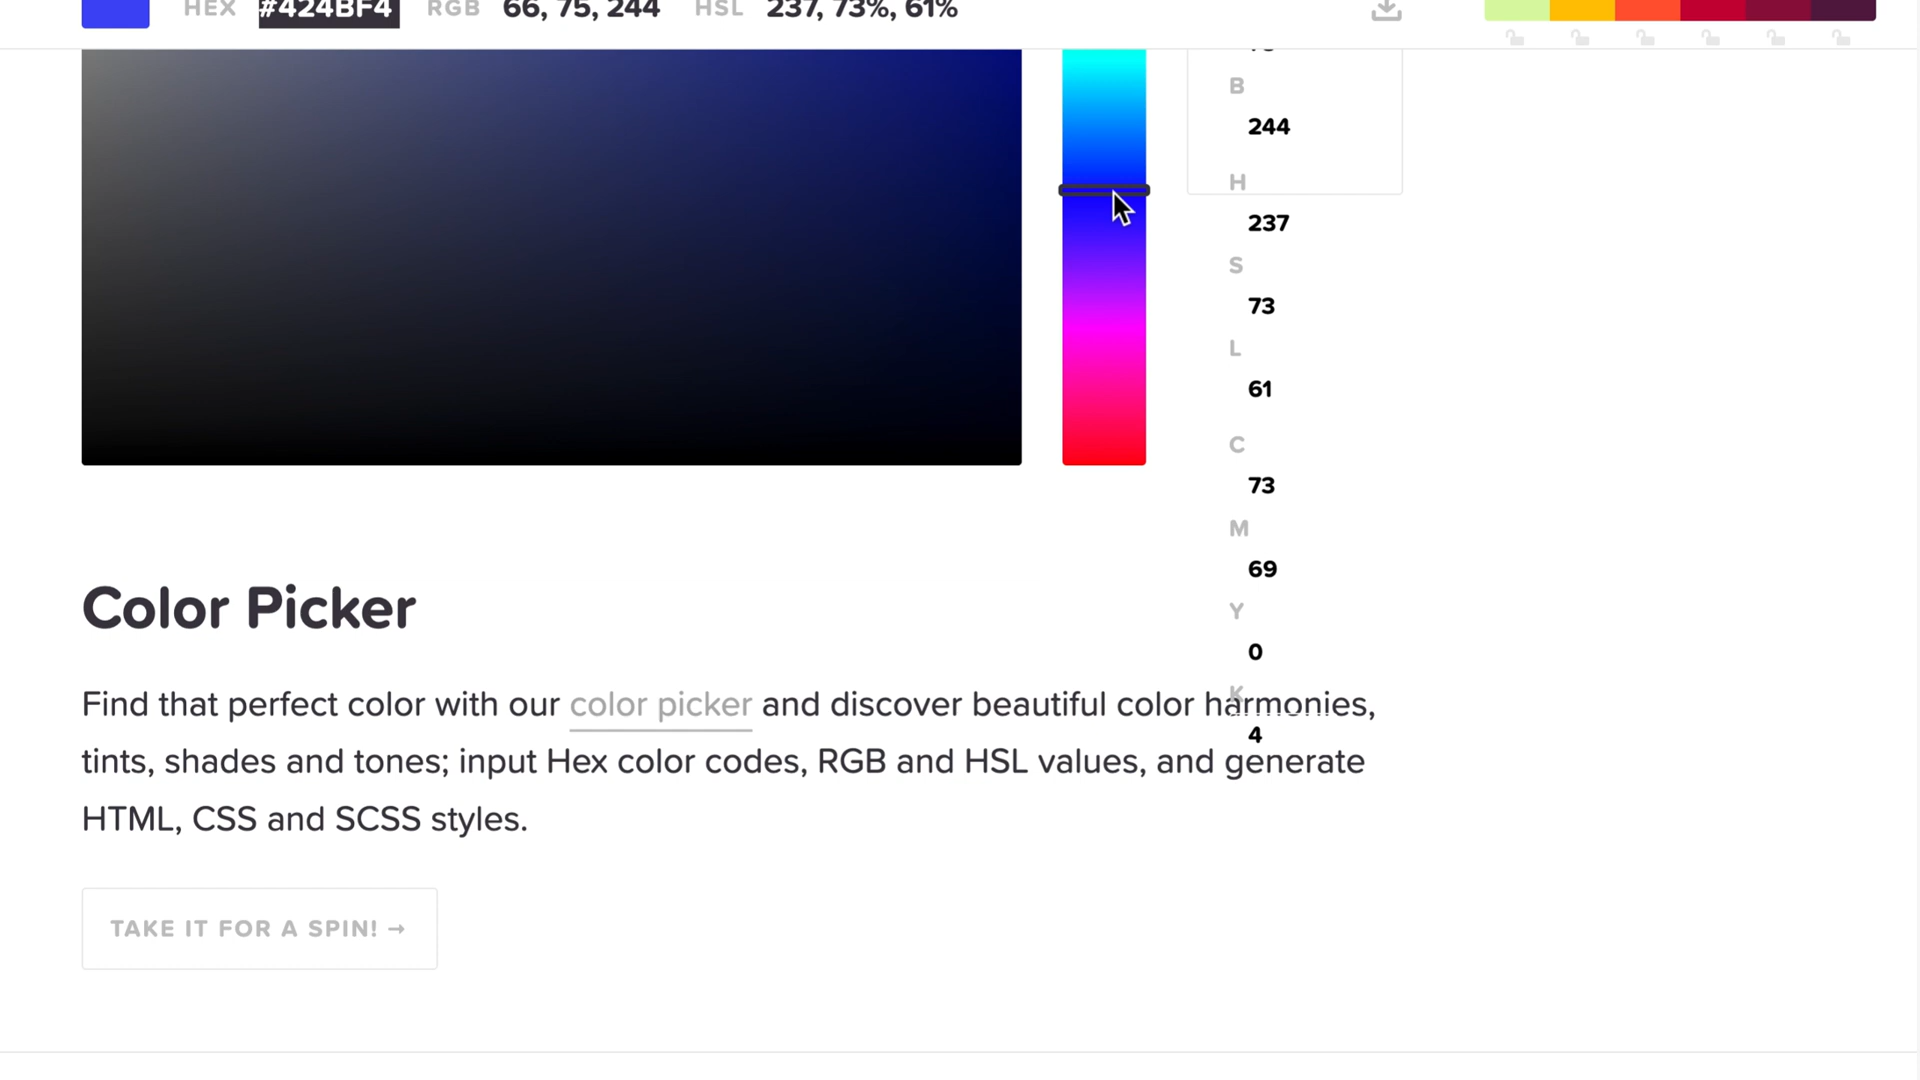 HEX #424BF4 RGB 66, 75, 244 HSL 237, 73%, 61%
B
244
H
237
S
73
L
61
C
73
M
69
Y
0
K
4
Color Picker
Find that perfect color with our color picker and discover beautiful color harmonies,
tints, shades and tones; input Hex color codes, RGB and HSL values, and generate
HTML, CSS and SCSS styles.
TAKE IT FOR A SPIN! →